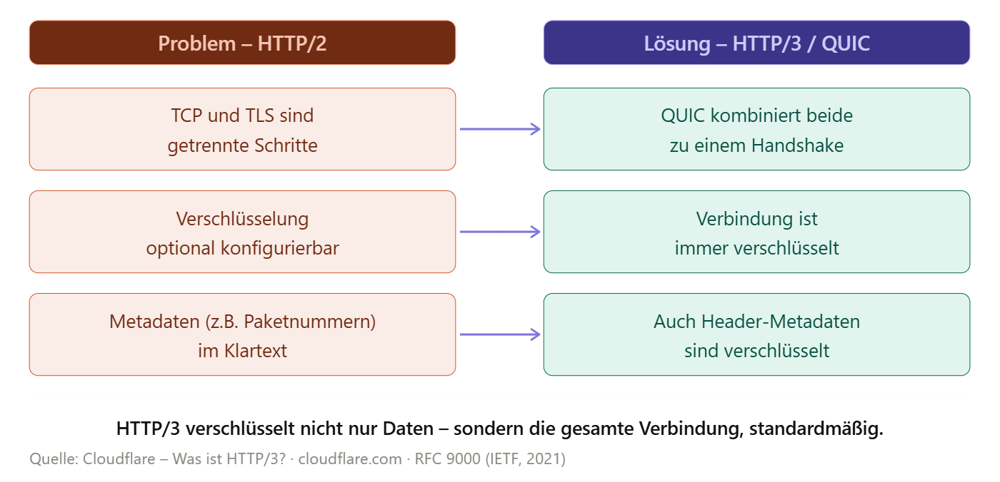 Problem – HTTP/2
Lösung – HTTP/3 / QUIC
TCP und TLS sind
getrennte Schritte
QUIC kombiniert beide
zu einem Handshake
Verschlüsselung
optional konfigurierbar
Verbindung ist
immer verschlüsselt
Metadaten (z.B. Paketnummern)
im Klartext
Auch Header-Metadaten
sind verschlüsselt
HTTP/3 verschlüsselt nicht nur Daten – sondern die gesamte Verbindung, standardmäßig.
Quelle: Cloudflare – Was ist HTTP/3? · cloudflare.com · RFC 9000 (IETF, 2021)